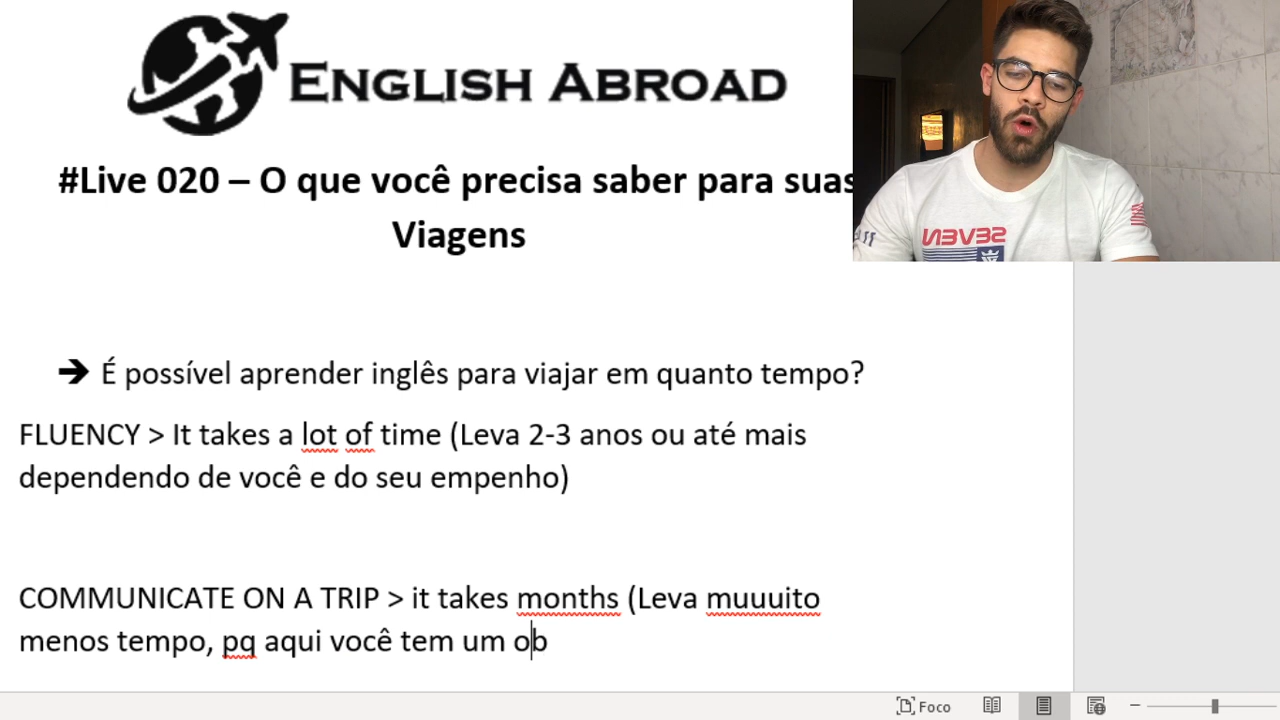 ENGLISH ABROAD
#Live 020 – O que você precisa saber para suas
Viagens
➔ É possível aprender inglês para viajar em quanto tempo?
FLUENCY > It takes a lot of time (Leva 2-3 anos ou até mais
dependendo de você e do seu empenho)
COMMUNICATE ON A TRIP > it takes months (Leva muuuito
menos tempo, pq aqui você tem um ob
Foco